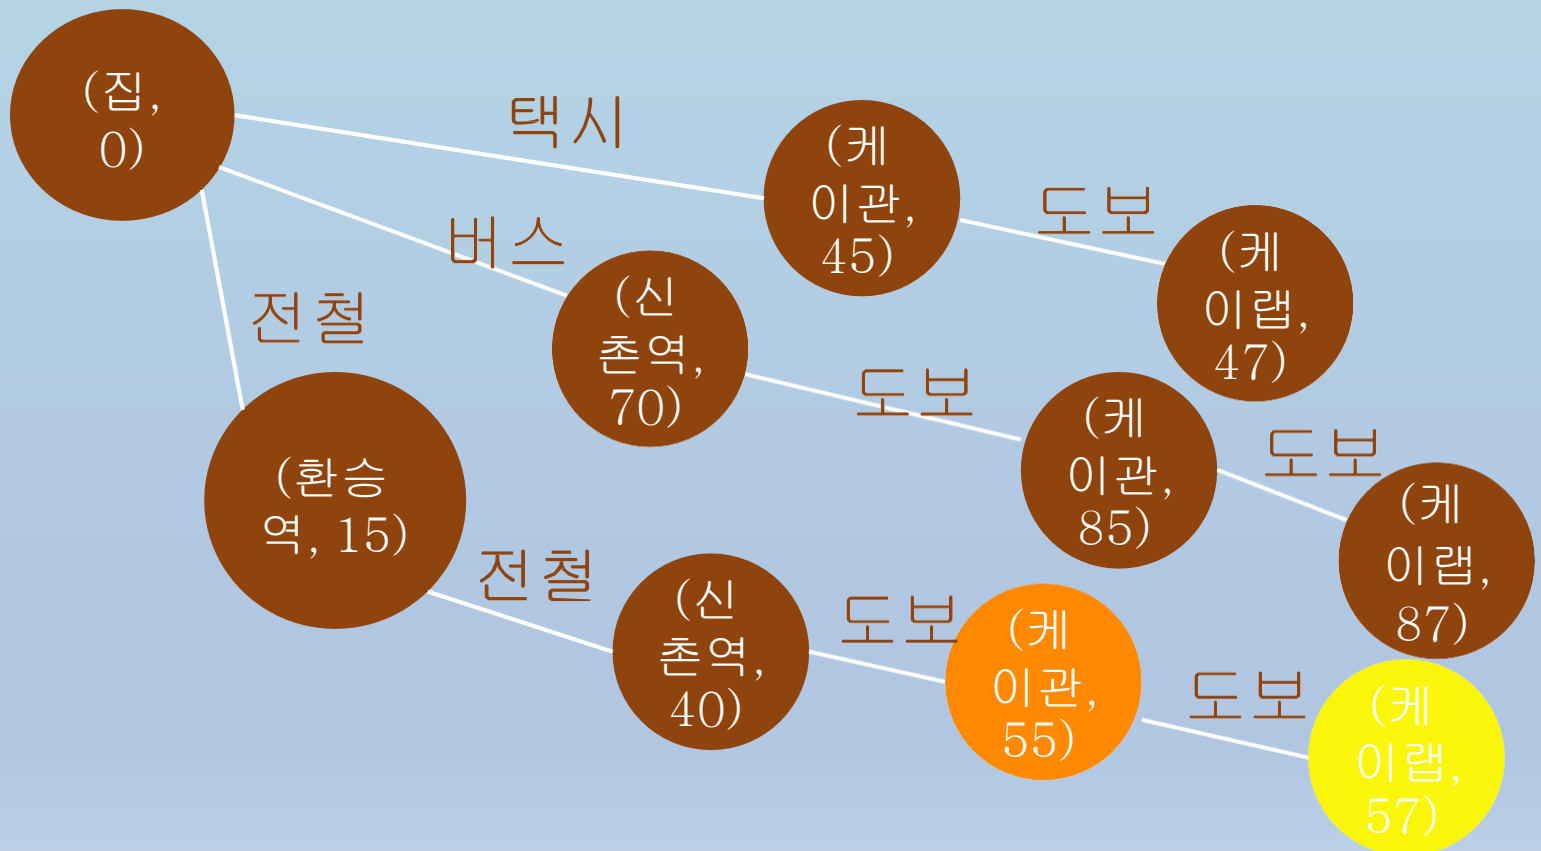 (집,
0)
택시
(케
이관,
45)
도보
(케
이랩,
47)
버스
(신
촌역,
70)
도보
(케
이관,
85)
도보
(케
이랩,
87)
전철
(환승
역, 15)
전철
(신
촌역,
40)
도보
(케
이관,
55)
도보
(케
이랩,
57)